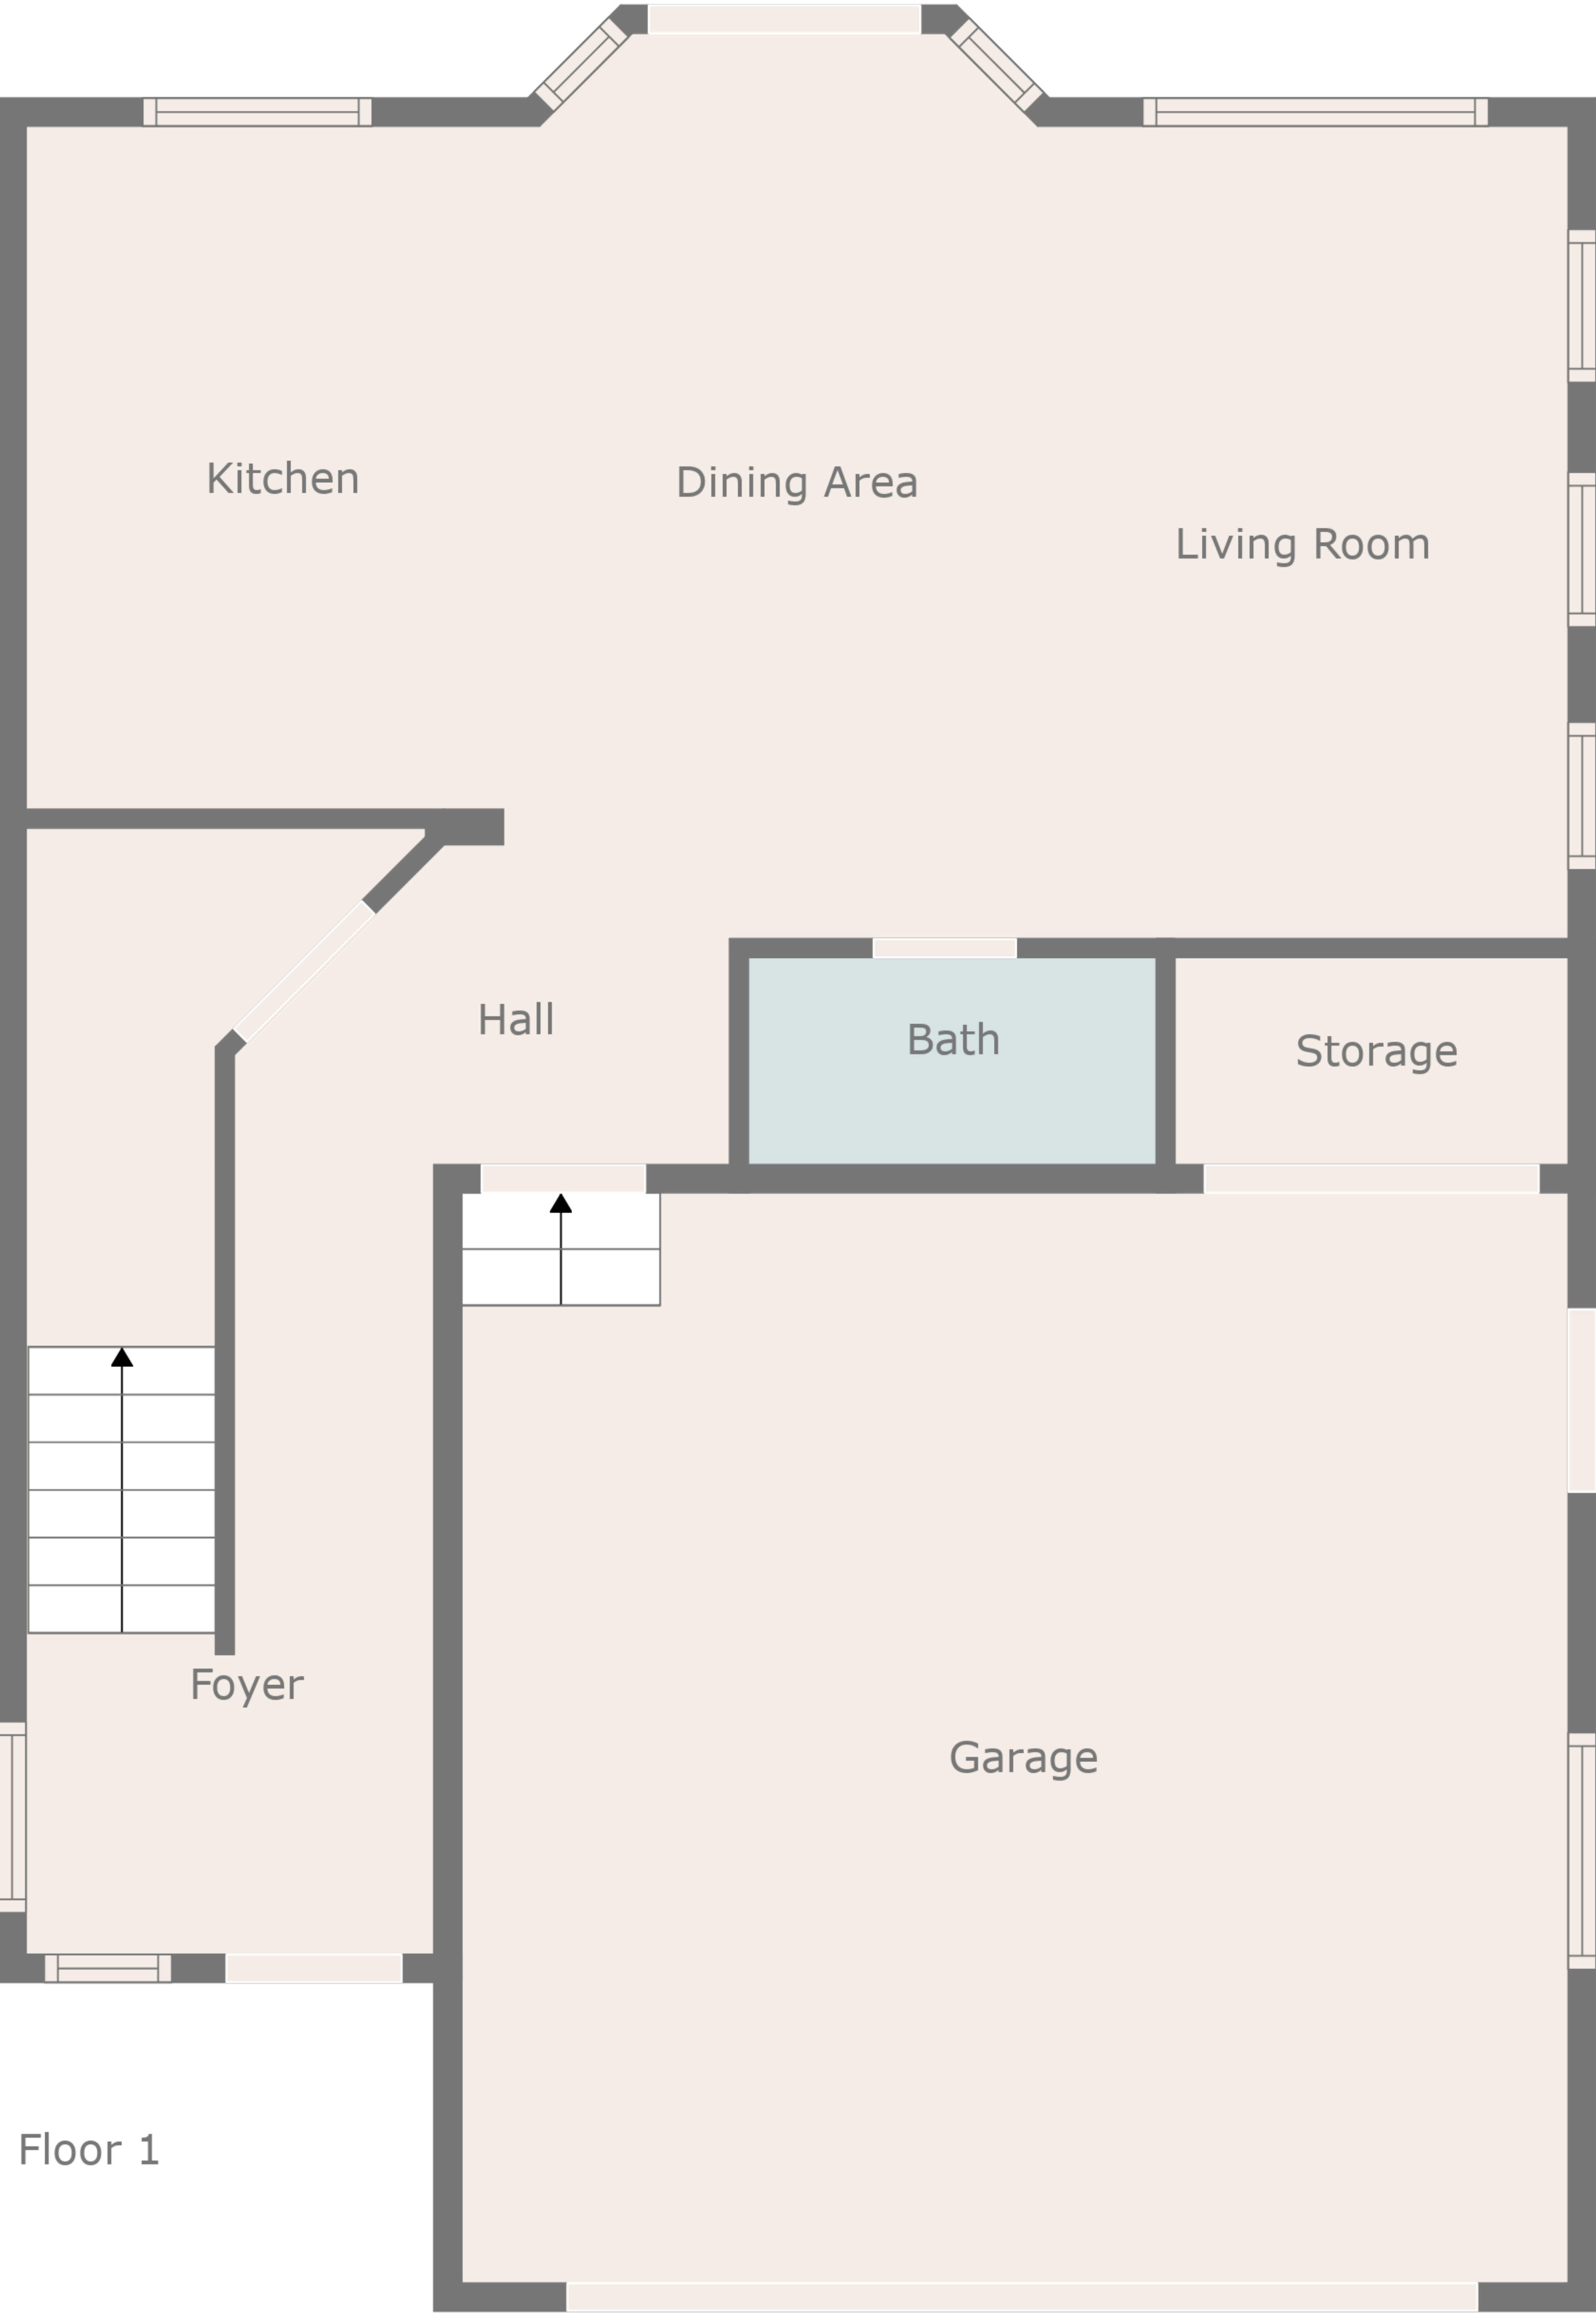 Kitchen
Dining Area
Living Room
Hall
Bath
Storage
Foyer
Garage
Floor 1